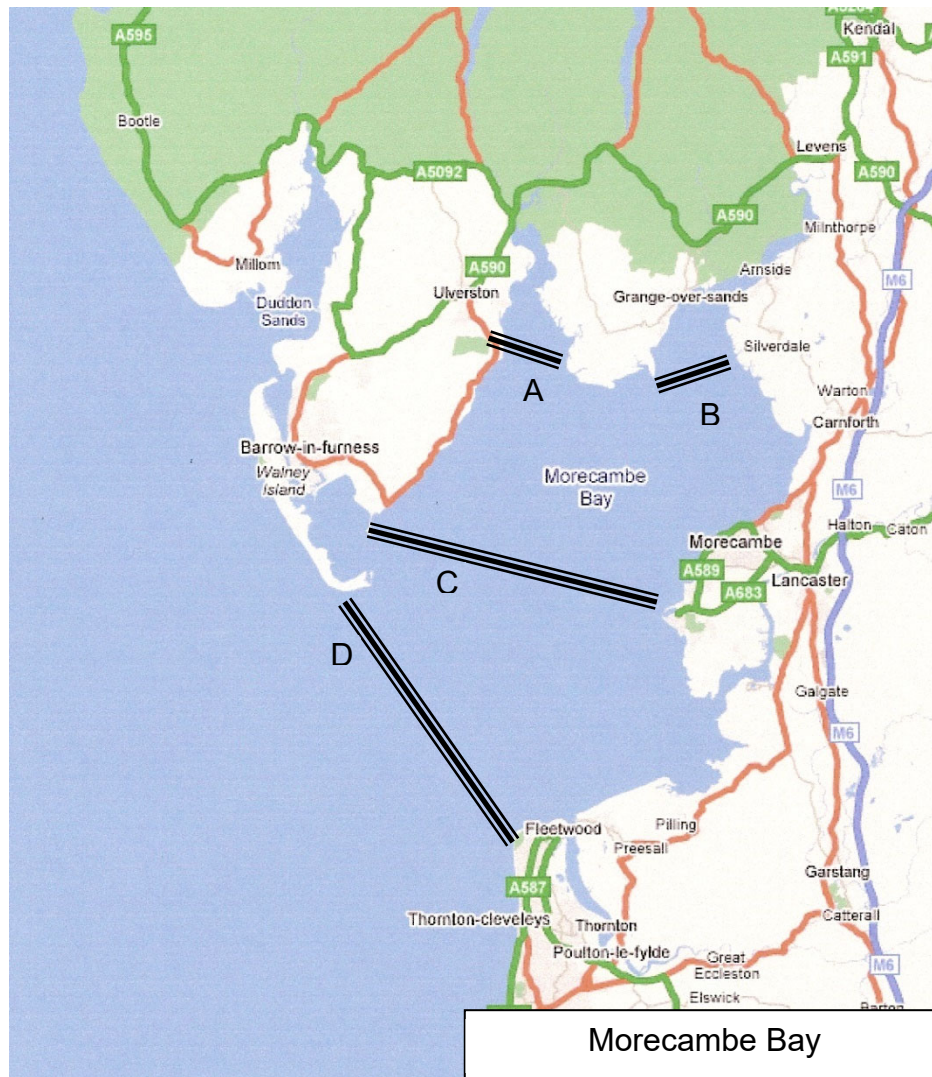 A5284
Kendal
A595
A591
Bootle
Levens
A5092
A590
A590
Milnthorpe
Millom
A590
Arnside
M6
Ulverston
Grange-over-sands
Duddon
Sands
Silverdale
A
B
Warton
Carnforth
Barrow-in-furness
Walney
Island
Morecambe
Bay
M6
Halton
Caton
Morecambe
A589
Lancaster
C
A683
D
Galgate
M6
Fleetwood
Pilling
Preesall
Garstang
A587
Thornton-cleveleys
Thornton
Catterall
Poulton-le-fylde
Great
Eccleston
M6
Elswick
Morecambe Bay